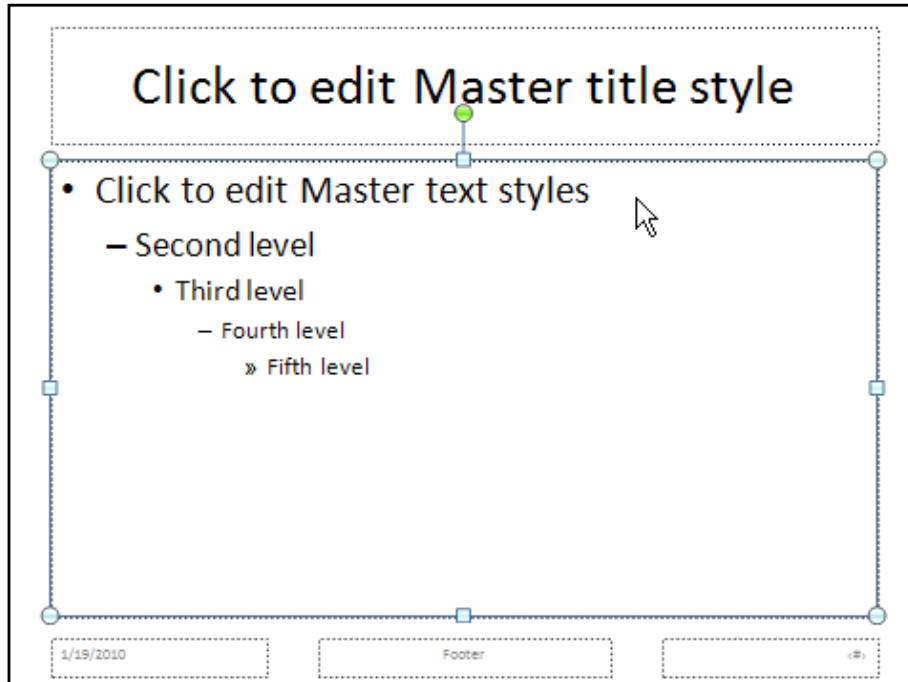 Click to edit Master title style
• Click to edit Master text styles
– Second level
• Third level
– Fourth level
» Fifth level
1/19/2010
Footer
‹#›